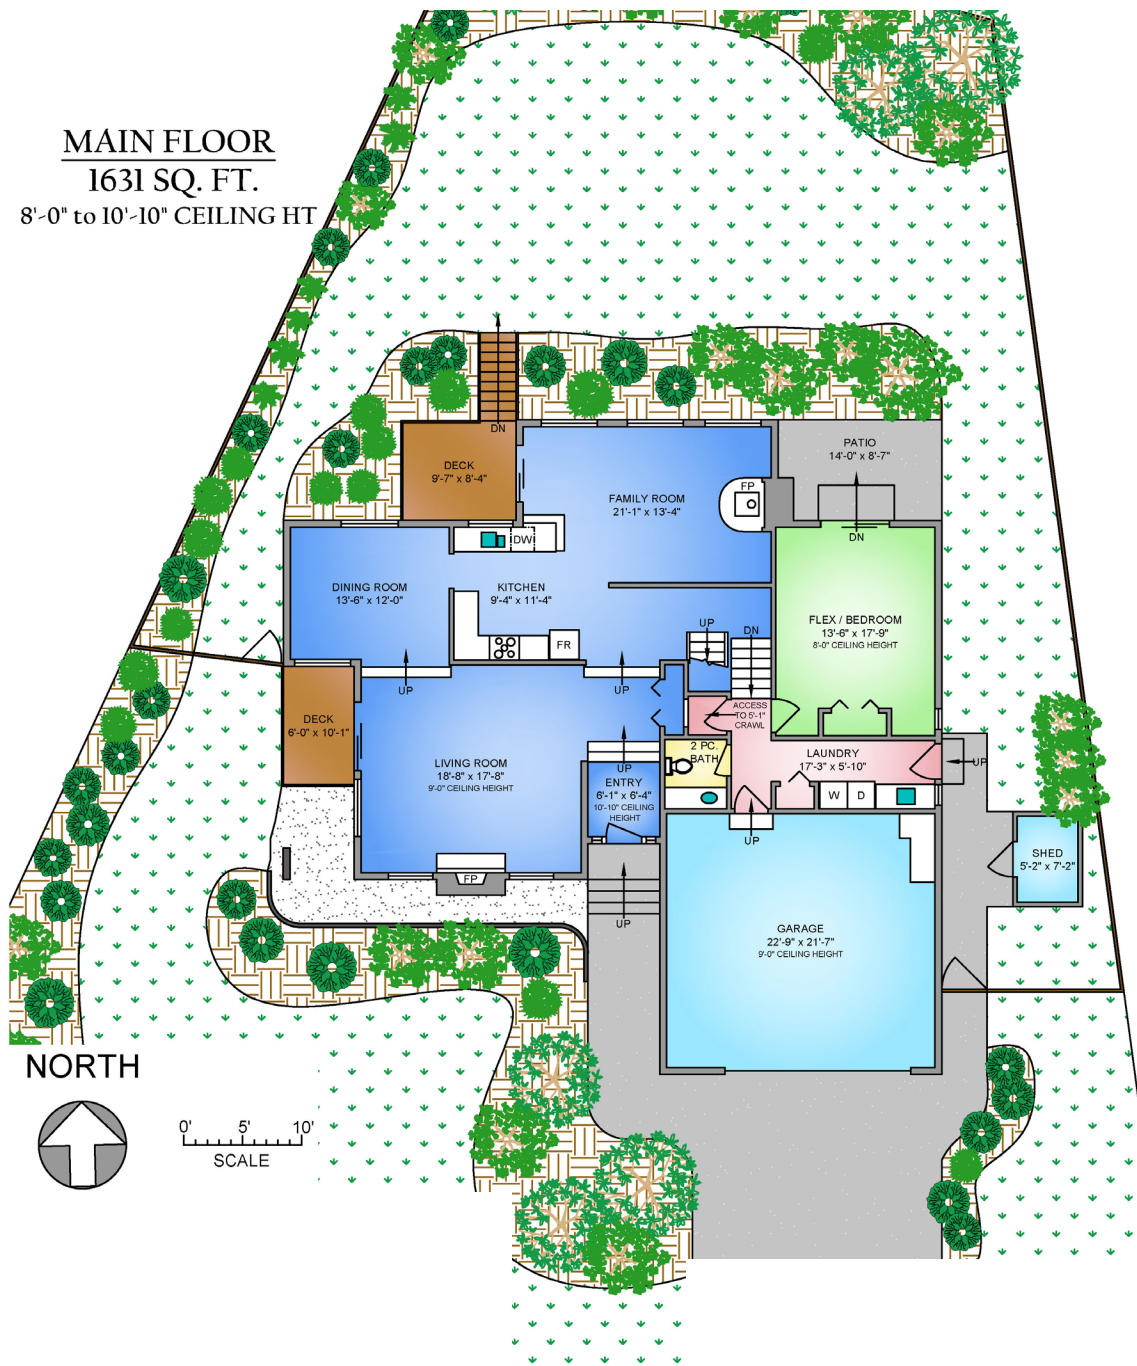 MAIN FLOOR
1631 SQ. FT.
8'-0" to 10'-10" CEILING HT
DN
DECK
9'-7" x 8'-4"
FAMILY ROOM
21'-1" x 13'-4"
FP
PATIO
14'-0" x 8'-7"
DN
DW
DINING ROOM
13'-6" x 12'-0"
KITCHEN
9'-4" x 11'-4"
FR
UP
DN
FLEX / BEDROOM
13'-6" x 17'-9"
8'-0" CEILING HEIGHT
UP
UP
ACCESS
TO 5'-1"
CRAWL
DECK
6'-0" x 10'-1"
LIVING ROOM
18'-8" x 17'-8"
9'-0" CEILING HEIGHT
UP
ENTRY
6'-1" x 6'-4"
10'-10" CEILING
HEIGHT
2 PC.
BATH
LAUNDRY
17'-3" x 5'-10"
UP
W
D
UP
FP
UP
SHED
5'-2" x 7'-2"
GARAGE
22'-9" x 21'-7"
9'-0" CEILING HEIGHT
NORTH
0' 5' 10'
SCALE